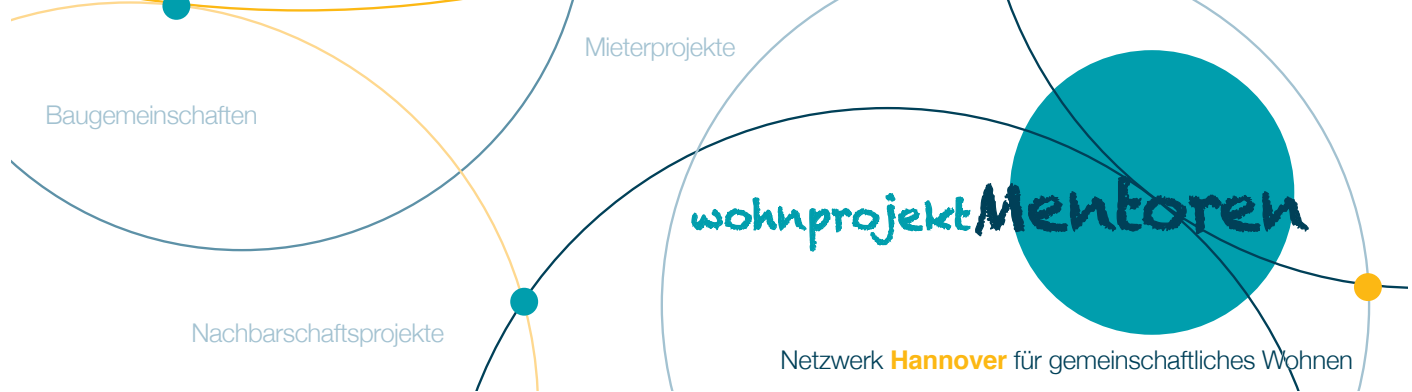 Mieterprojekte
Baugemeinschaften
wohnprojektMentoren
Nachbarschaftsprojekte
Netzwerk Hannover für gemeinschaftliches Wohnen